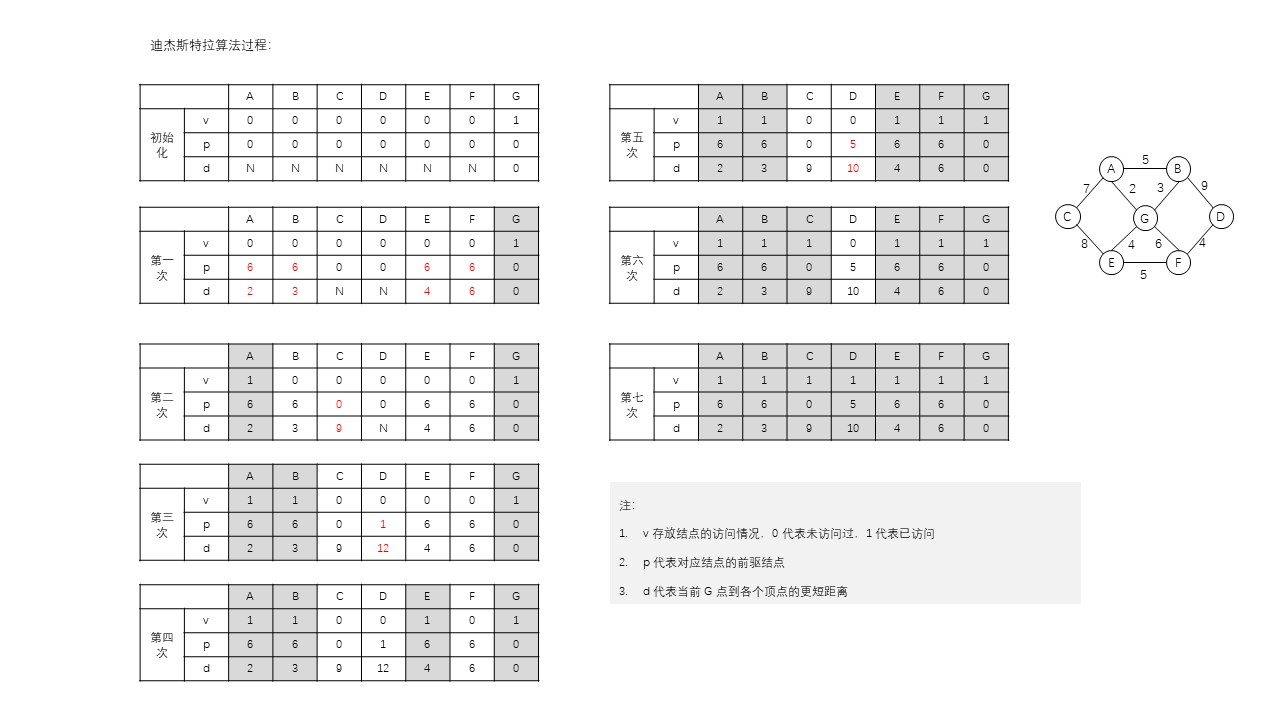 迪杰斯特拉算法过程:
A B C D E F G
初始化
v 0 0 0 0 0 0 1
p 0 0 0 0 0 0 0
d N N N N N N 0
A B C D E F G
第一次
v 0 0 0 0 0 0 1
p 6 6 0 0 6 6 0
d 2 3 N N 4 6 0
A B C D E F G
第二次
v 1 0 0 0 0 0 1
p 6 6 0 0 6 6 0
d 2 3 9 N 4 6 0
A B C D E F G
第三次
v 1 1 0 0 0 0 1
p 6 6 0 1 6 6 0
d 2 3 9 12 4 6 0
A B C D E F G
第四次
v 1 1 0 0 1 0 1
p 6 6 0 1 6 6 0
d 2 3 9 12 4 6 0
A B C D E F G
第五次
v 1 1 0 0 1 1 1
p 6 6 0 5 6 6 0
d 2 3 9 10 4 6 0
A B C D E F G
第六次
v 1 1 1 0 1 1 1
p 6 6 0 5 6 6 0
d 2 3 9 10 4 6 0
A B C D E F G
第七次
v 1 1 1 1 1 1 1
p 6 6 0 5 6 6 0
d 2 3 9 10 4 6 0
注:
1. v 存放结点的访问情况，0 代表未访问过，1 代表已访问
2. p 代表对应结点的前驱结点
3. d 代表当前 G 点到各个顶点的更短距离
5
A B
7 2 3 9
C G D
8 4 6 4
E F
5